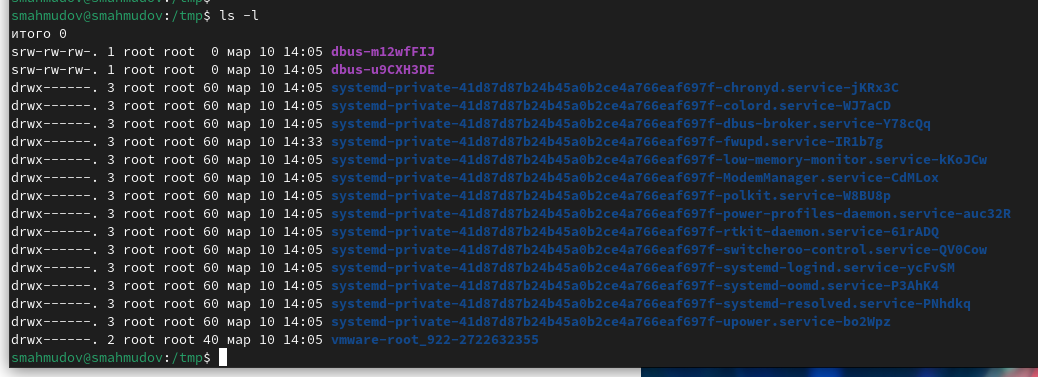 smahmudov@smahmudov:/tmp$ ls -l
итого 0
srw-rw-rw-. 1 root root  0 мар 10 14:05 dbus-m12wfFIJ
srw-rw-rw-. 1 root root  0 мар 10 14:05 dbus-u9CXH3DE
drwx------. 3 root root 60 мар 10 14:05 systemd-private-41d87d87b24b45a0b2ce4a766eaf697f-chronyd.service-jKRx3C
drwx------. 3 root root 60 мар 10 14:05 systemd-private-41d87d87b24b45a0b2ce4a766eaf697f-colord.service-WJ7aCD
drwx------. 3 root root 60 мар 10 14:05 systemd-private-41d87d87b24b45a0b2ce4a766eaf697f-dbus-broker.service-Y78cQq
drwx------. 3 root root 60 мар 10 14:33 systemd-private-41d87d87b24b45a0b2ce4a766eaf697f-fwupd.service-IR1b7g
drwx------. 3 root root 60 мар 10 14:05 systemd-private-41d87d87b24b45a0b2ce4a766eaf697f-low-memory-monitor.service-kKoJCw
drwx------. 3 root root 60 мар 10 14:05 systemd-private-41d87d87b24b45a0b2ce4a766eaf697f-ModemManager.service-CdMLox
drwx------. 3 root root 60 мар 10 14:05 systemd-private-41d87d87b24b45a0b2ce4a766eaf697f-polkit.service-W8BU8p
drwx------. 3 root root 60 мар 10 14:05 systemd-private-41d87d87b24b45a0b2ce4a766eaf697f-power-profiles-daemon.service-auc32R
drwx------. 3 root root 60 мар 10 14:05 systemd-private-41d87d87b24b45a0b2ce4a766eaf697f-rtkit-daemon.service-61rADQ
drwx------. 3 root root 60 мар 10 14:05 systemd-private-41d87d87b24b45a0b2ce4a766eaf697f-switcheroo-control.service-QV0Cow
drwx------. 3 root root 60 мар 10 14:05 systemd-private-41d87d87b24b45a0b2ce4a766eaf697f-systemd-logind.service-ycFvSM
drwx------. 3 root root 60 мар 10 14:05 systemd-private-41d87d87b24b45a0b2ce4a766eaf697f-systemd-oomd.service-P3AhK4
drwx------. 3 root root 60 мар 10 14:05 systemd-private-41d87d87b24b45a0b2ce4a766eaf697f-systemd-resolved.service-PNhdkq
drwx------. 3 root root 60 мар 10 14:05 systemd-private-41d87d87b24b45a0b2ce4a766eaf697f-upower.service-bo2Wpz
drwx------. 2 root root 40 мар 10 14:05 vmware-root_922-2722632355
smahmudov@smahmudov:/tmp$